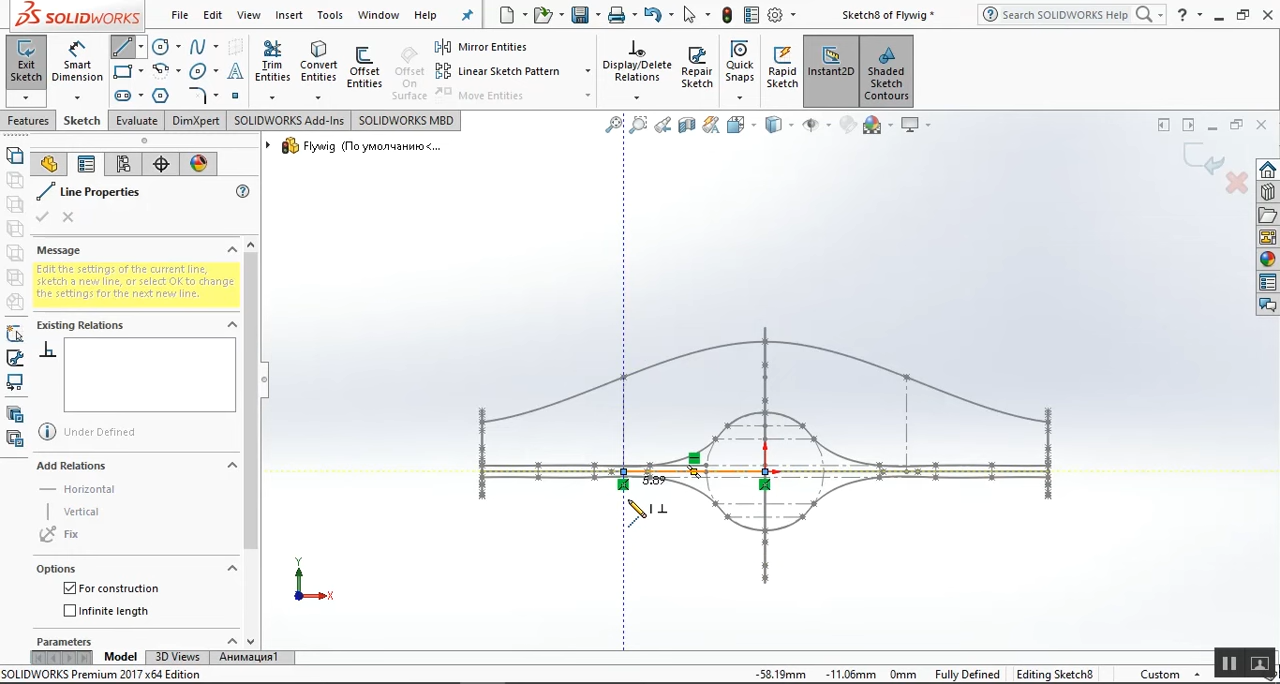 SOLIDWORKS
File
Edit
View
Insert
Tools
Window
Help
Sketch8 of Flywig *
Search SOLIDWORKS Help
?
Exit Sketch
Smart Dimension
Trim Entities
Convert Entities
Offset Entities
Offset On Surface
Mirror Entities
Linear Sketch Pattern
Move Entities
Display/Delete Relations
Repair Sketch
Quick Snaps
Rapid Sketch
Instant2D
Shaded Sketch Contours
Features
Sketch
Evaluate
DimXpert
SOLIDWORKS Add-Ins
SOLIDWORKS MBD
Flywig (По умолчанию<...
Line Properties
Message
Edit the settings of the current line, sketch a new line, or select OK to change the settings for the next new line.
Existing Relations
Under Defined
Add Relations
Horizontal
Vertical
Fix
Options
For construction
Infinite length
Parameters
5.89
Y
X
Model
3D Views
Анимация1
SOLIDWORKS Premium 2017 x64 Edition
-58.19mm
-11.06mm
0mm
Fully Defined
Editing Sketch8
Custom